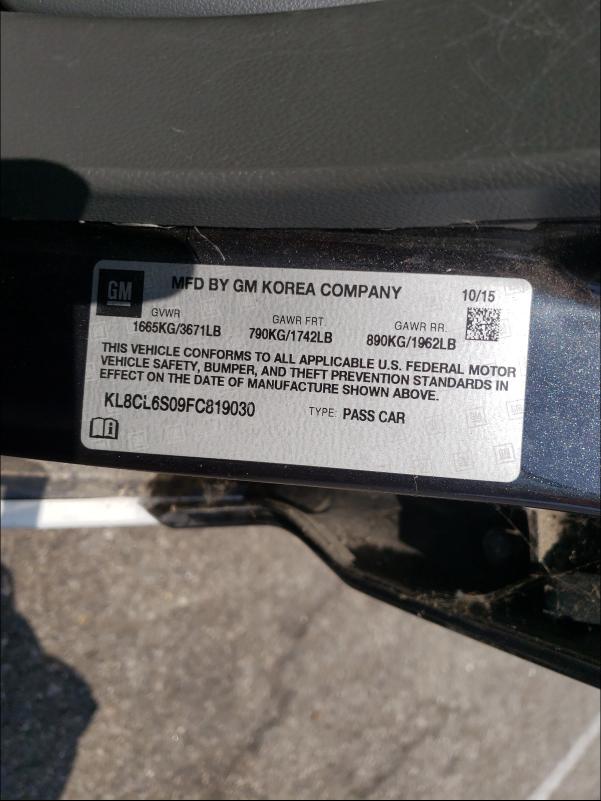 GM
MFD BY GM KOREA COMPANY 10/15
GVWR GAWR FRT GAWR RR.
1665KG/3671LB 790KG/1742LB 890KG/1962LB
THIS VEHICLE CONFORMS TO ALL APPLICABLE U.S. FEDERAL MOTOR
VEHICLE SAFETY, BUMPER, AND THEFT PREVENTION STANDARDS IN
EFFECT ON THE DATE OF MANUFACTURE SHOWN ABOVE.
KL8CL6S09FC819030 TYPE: PASS CAR